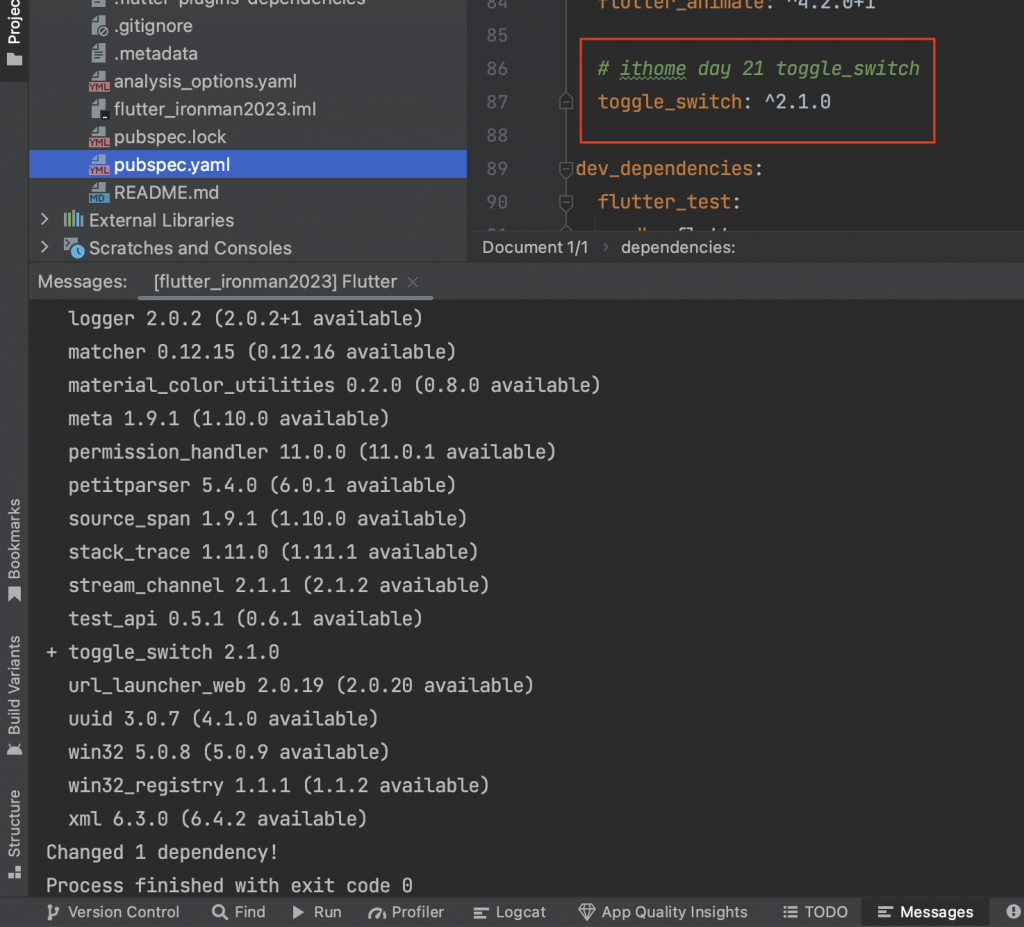 Project
.flutter-plugins-dependencies
.gitignore
.metadata
analysis_options.yaml
flutter_ironman2023.iml
pubspec.lock
pubspec.yaml
README.md
External Libraries
Scratches and Consoles
84 flutter_animate: ^4.2.0+1
85
86 # ithome day 21 toggle_switch
87 toggle_switch: ^2.1.0
88
89 dev_dependencies:
90 flutter_test:
Document 1/1 › dependencies:
Messages: [flutter_ironman2023] Flutter
logger 2.0.2 (2.0.2+1 available)
matcher 0.12.15 (0.12.16 available)
material_color_utilities 0.2.0 (0.8.0 available)
meta 1.9.1 (1.10.0 available)
permission_handler 11.0.0 (11.0.1 available)
petitparser 5.4.0 (6.0.1 available)
source_span 1.9.1 (1.10.0 available)
stack_trace 1.11.0 (1.11.1 available)
stream_channel 2.1.1 (2.1.2 available)
test_api 0.5.1 (0.6.1 available)
+ toggle_switch 2.1.0
url_launcher_web 2.0.19 (2.0.20 available)
uuid 3.0.7 (4.1.0 available)
win32 5.0.8 (5.0.9 available)
win32_registry 1.1.1 (1.1.2 available)
xml 6.3.0 (6.4.2 available)
Changed 1 dependency!
Process finished with exit code 0
Bookmarks
Build Variants
Structure
Version Control Find Run Profiler Logcat App Quality Insights TODO Messages